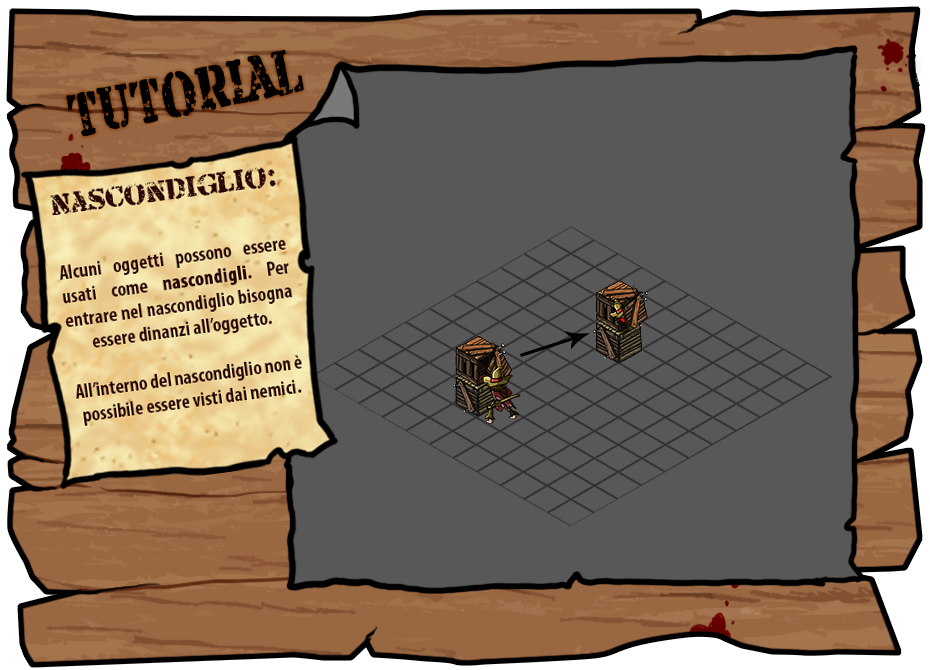 TUTORIAL
NASCONDIGLIO:
Alcuni oggetti possono essere
usati come nascondigli. Per
entrare nel nascondiglio bisogna
essere dinanzi all'oggetto.
All'interno del nascondiglio non è
possibile essere visti dai nemici.